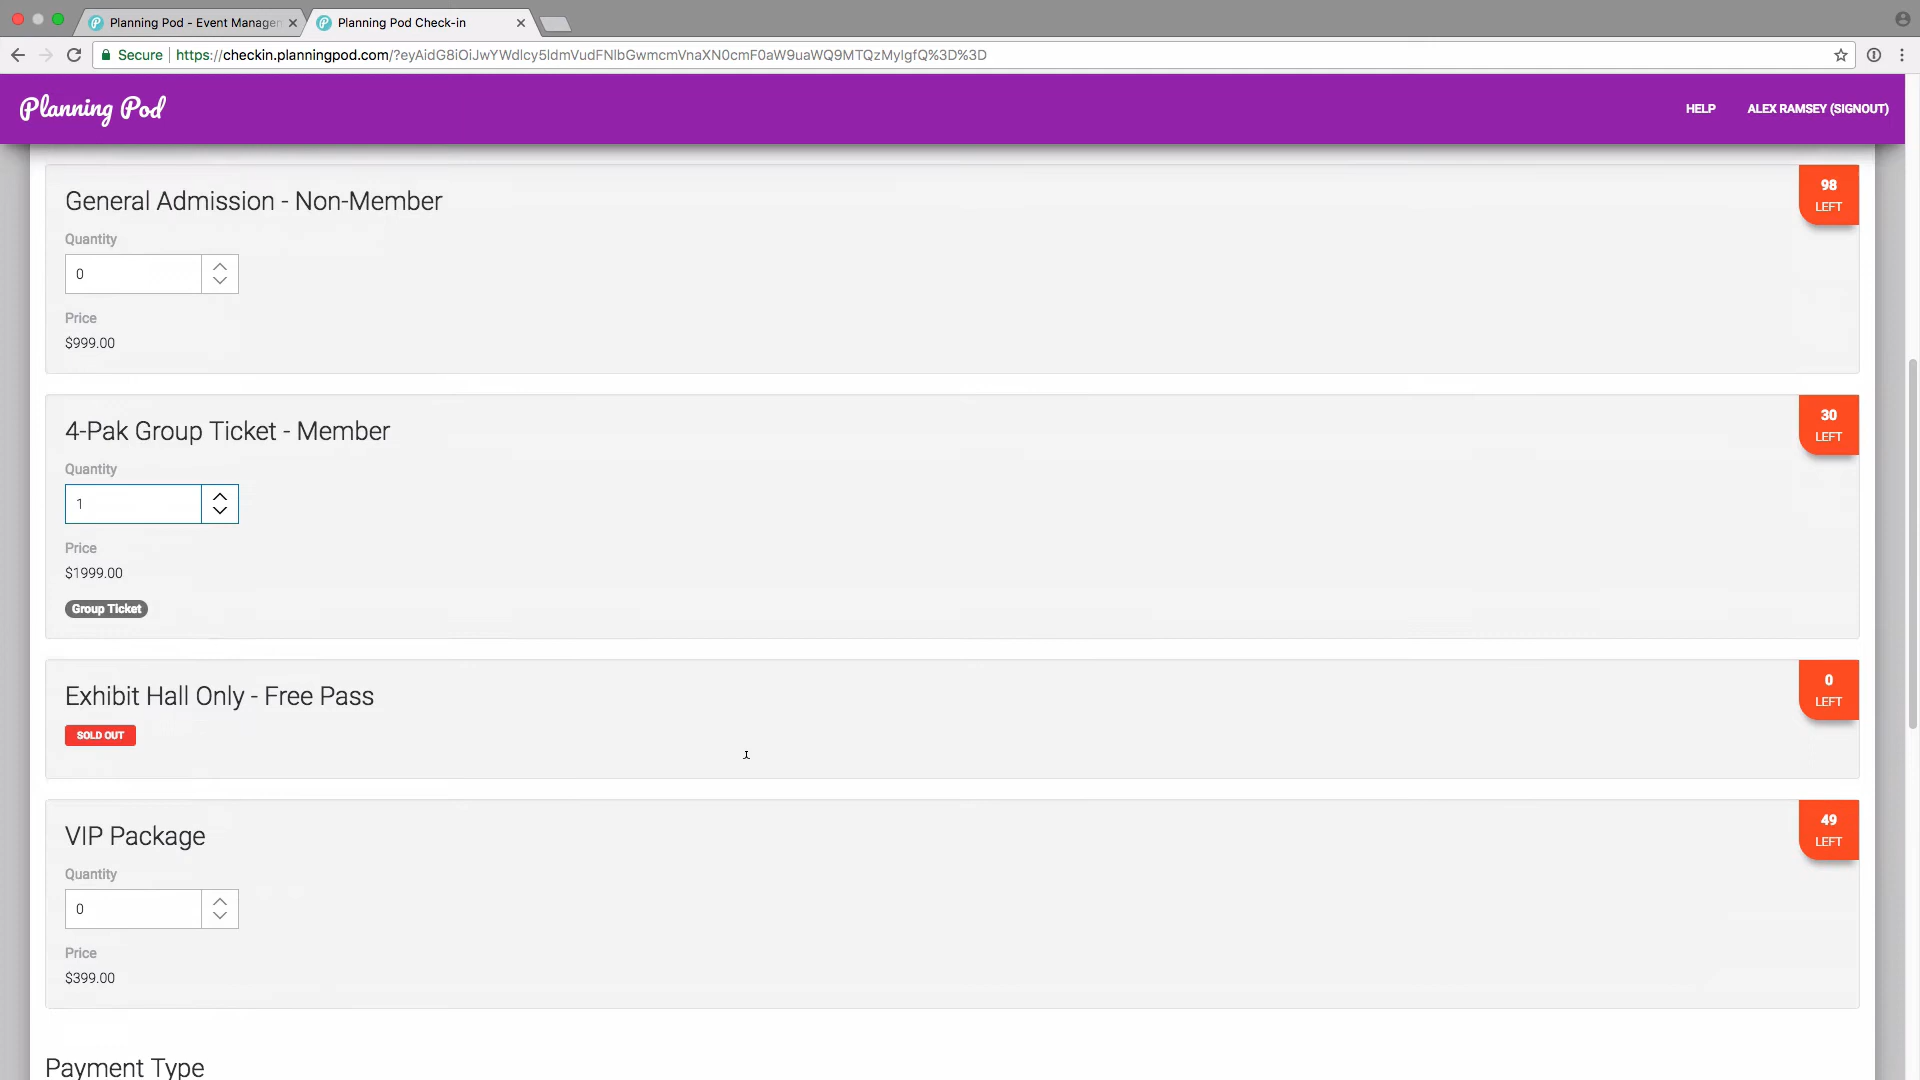 Planning Pod - Event Managem
Planning Pod Check-in
Secure
https://checkin.planningpod.com/?eyAidG8iOiJwYWdlcy5ldmVudFNlbGwmcmVnaXN0cmF0aW9uaWQ9MTQzMyIgfQ%3D%3D
Planning Pod
HELP
ALEX RAMSEY (SIGNOUT)
General Admission - Non-Member
98
LEFT
Quantity
0
Price
$999.00
4-Pak Group Ticket - Member
30
LEFT
Quantity
1
Price
$1999.00
Group Ticket
Exhibit Hall Only - Free Pass
0
LEFT
SOLD OUT
VIP Package
49
LEFT
Quantity
0
Price
$399.00
Payment Type